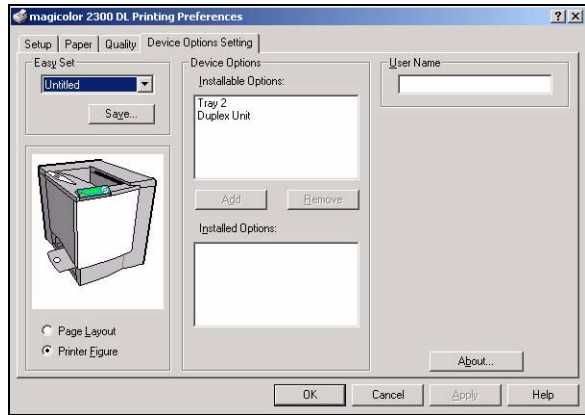 magicolor 2300 DL Printing Preferences
Setup
Paper
Quality
Device Options Setting
Easy Set
Untitled
Save...
Page Layout
Printer Figure
Device Options
Installable Options:
Tray 2
Duplex Unit
Add
Remove
Installed Options:
User Name
About...
OK
Cancel
Apply
Help